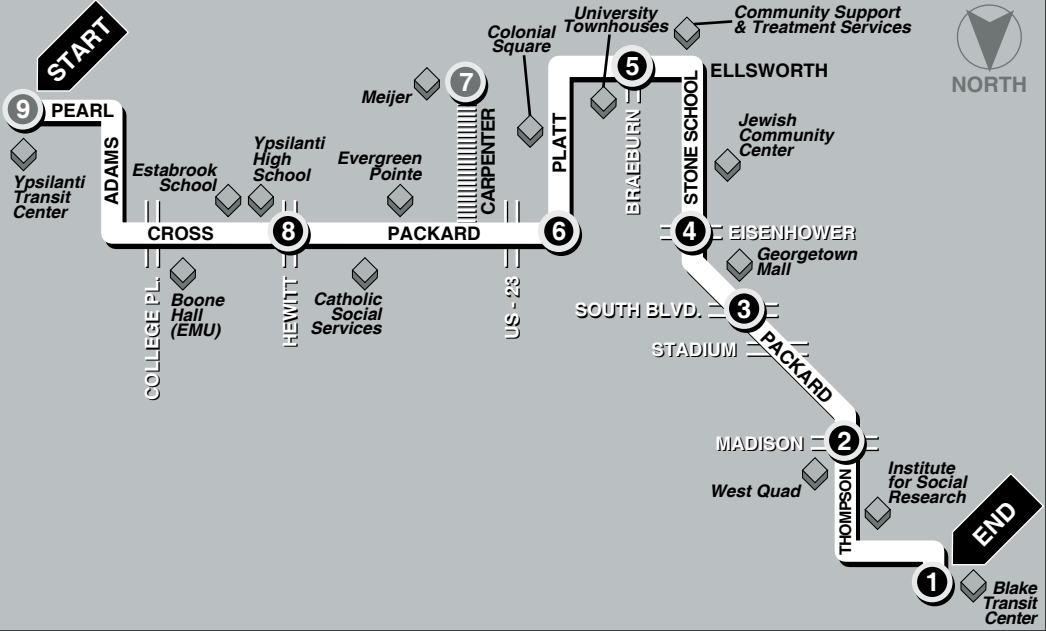 START
9
PEARL
ADAMS
Ypsilanti
Transit
Center
Estabrook
School
Ypsilanti
High
School
CROSS
COLLEGE PL.
Boone
Hall
(EMU)
8
HEWITT
Evergreen
Pointe
PACKARD
Catholic
Social
Services
Meijer
7
CARPENTER
US - 23
6
Colonial
Square
PLATT
University
Townhouses
5
BRAEBURN
Community Support
& Treatment Services
ELLSWORTH
STONE SCHOOL
Jewish
Community
Center
4
EISENHOWER
Georgetown
Mall
SOUTH BLVD.
3
STADIUM
PACKARD
MADISON
2
West Quad
THOMPSON
Institute
for Social
Research
END
1
Blake
Transit
Center
NORTH